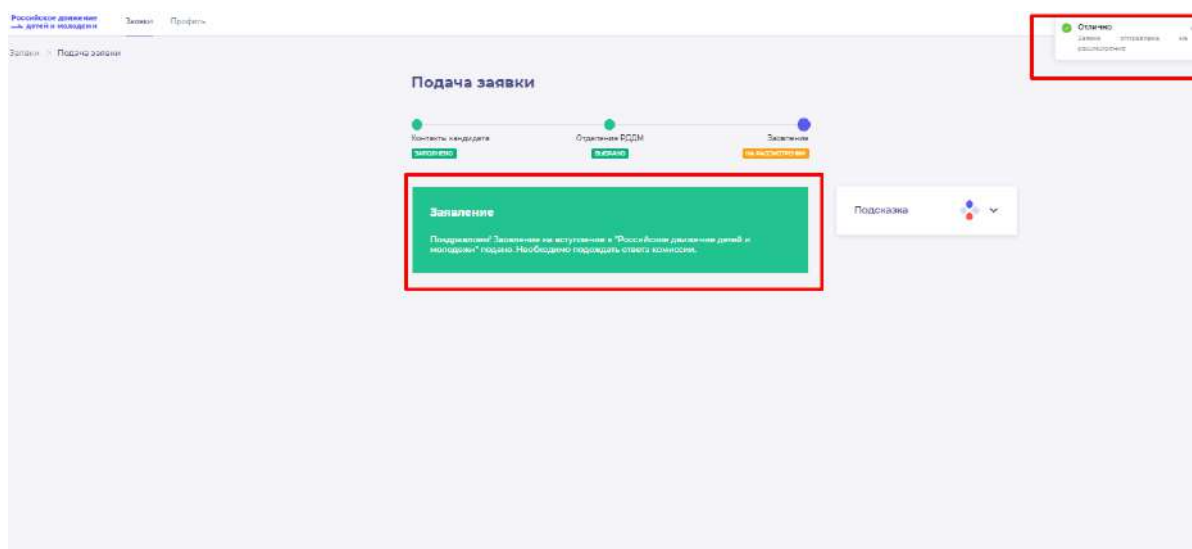 Российское движение
детей и молодежи
Заявки Профиль
Отлично
Заявка отправлена на
рассмотрение
Заявки > Подача заявки
Подача заявки
Контакты кандидата Отделение РДДМ Заявление
ЗАПОЛНЕНО ВЫБРАНО НА РАССМОТРЕНИИ
Заявление
Подсказка
Поздравляем! Заявление на вступление в "Российское движение детей и
молодежи" подано. Необходимо подождать ответа комиссии.